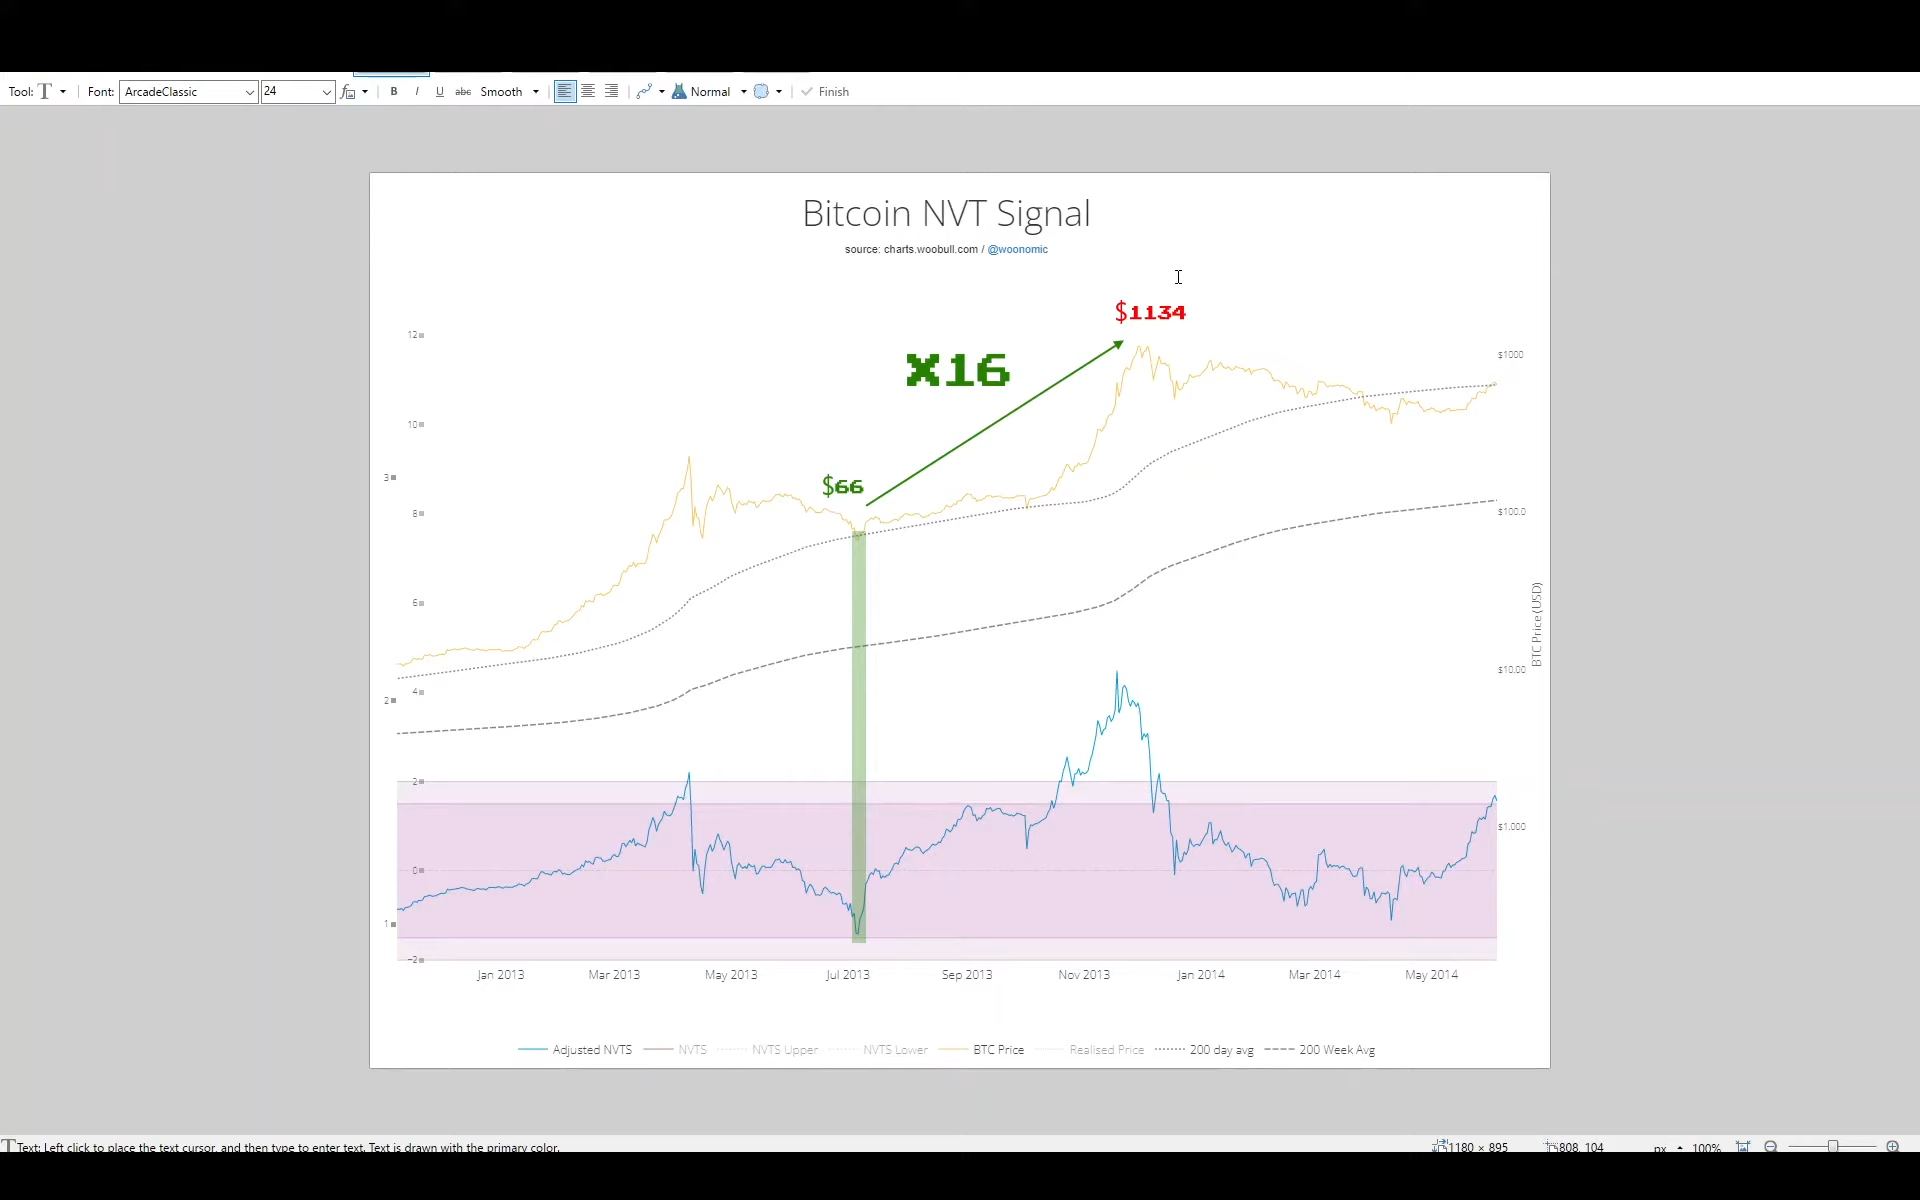 Tool: T Font: ArcadeClassic 24 B I U abc Smooth Normal Finish
Bitcoin NVT Signal
source: charts.woobull.com / @woonomic
$1134
12
$1000
X16
10
3
$66
8
$100.0
6
BTC Price (USD)
$10.00
4
2
2
$1.000
0
1
−2
Jan 2013 Mar 2013 May 2013 Jul 2013 Sep 2013 Nov 2013 Jan 2014 Mar 2014 May 2014
Adjusted NVTS NVTS NVTS Upper NVTS Lower BTC Price Realised Price 200 day avg 200 Week Avg
Text: Left click to place the text cursor, and then type to enter text. Text is drawn with the primary color. 1180 × 895 808, 104 px 100%